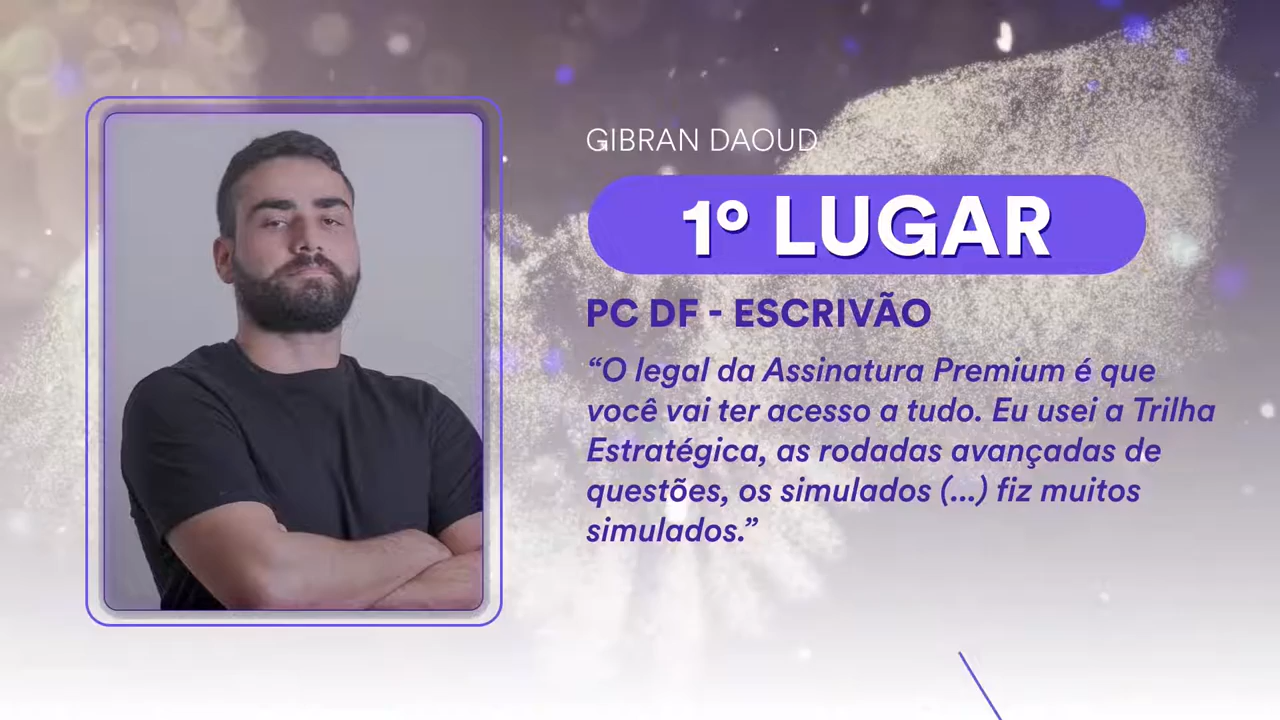 GIBRAN DAOUD
1º LUGAR
PC DF - ESCRIVÃO
“O legal da Assinatura Premium é que
você vai ter acesso a tudo. Eu usei a Trilha
Estratégica, as rodadas avançadas de
questões, os simulados (...) fiz muitos
simulados.”